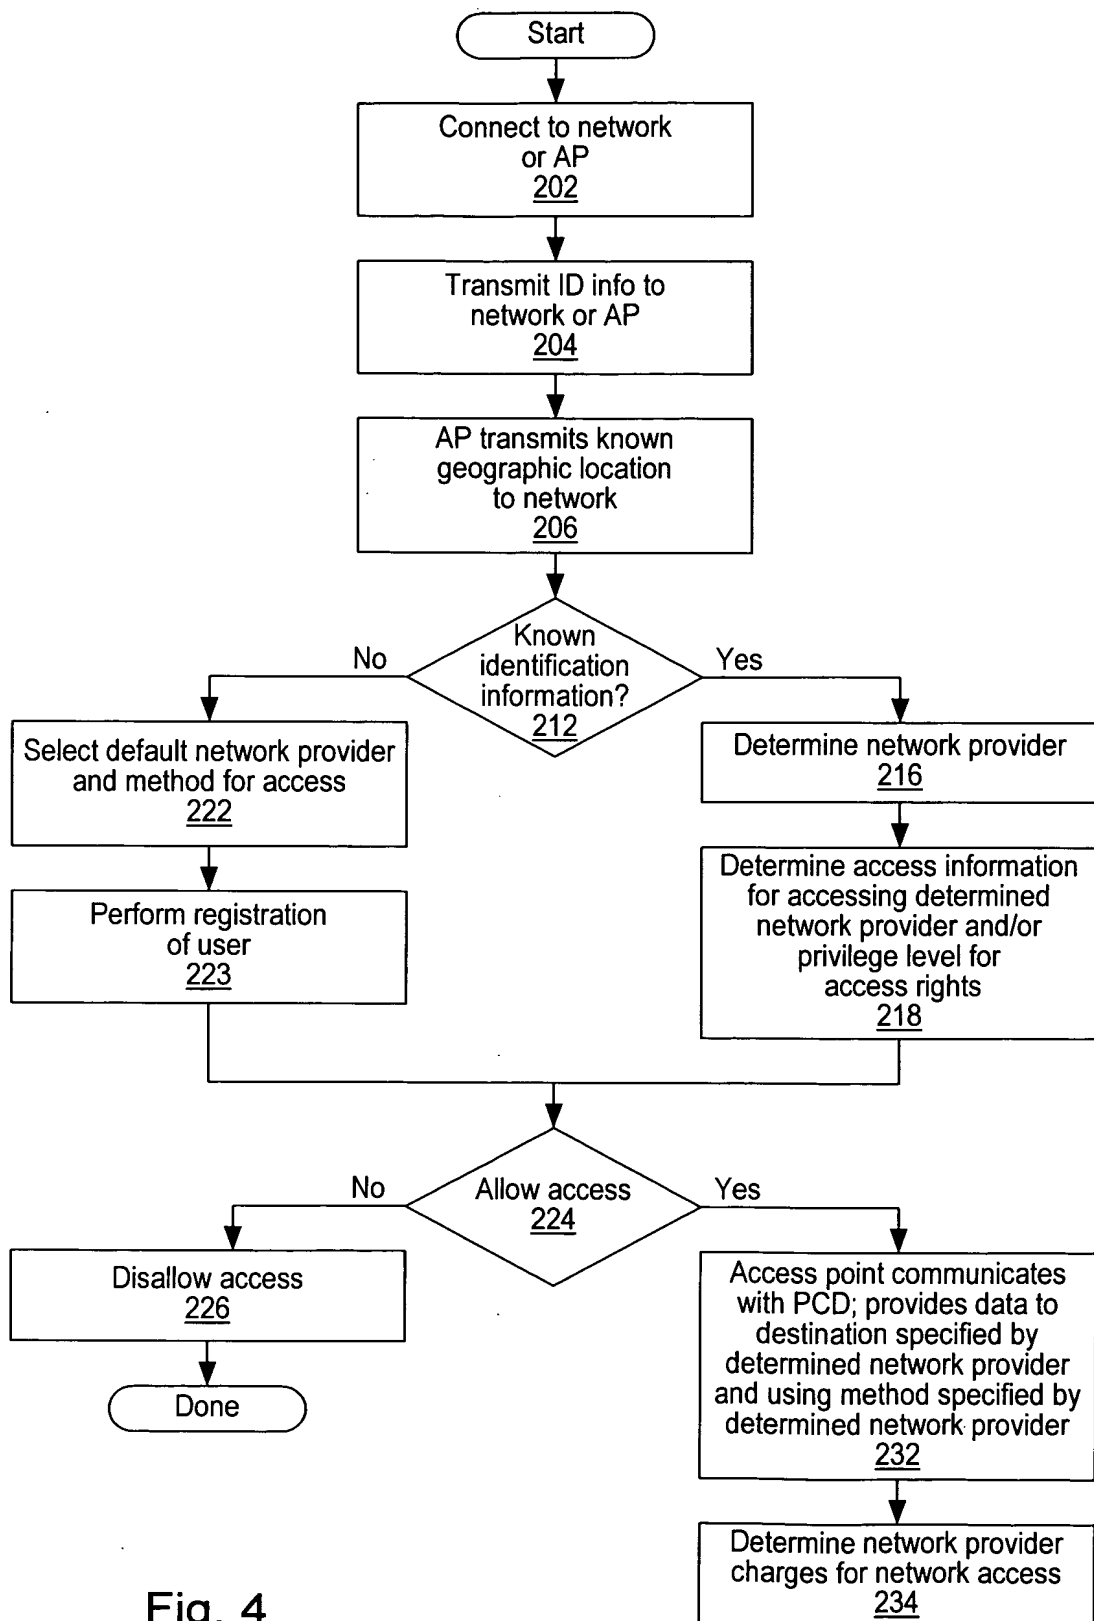 Start
Connect to network
or AP
202
Transmit ID info to
network or AP
204
AP transmits known
geographic location
to network
206
Known
identification
information?
212
No
Yes
Select default network provider
and method for access
222
Determine network provider
216
Perform registration
of user
223
Determine access information
for accessing determined
network provider and/or
privilege level for
access rights
218
Allow access
224
No
Yes
Disallow access
226
Done
Access point communicates
with PCD; provides data to
destination specified by
determined network provider
and using method specified by
determined network provider
232
Determine network provider
charges for network access
234
Fig. 4